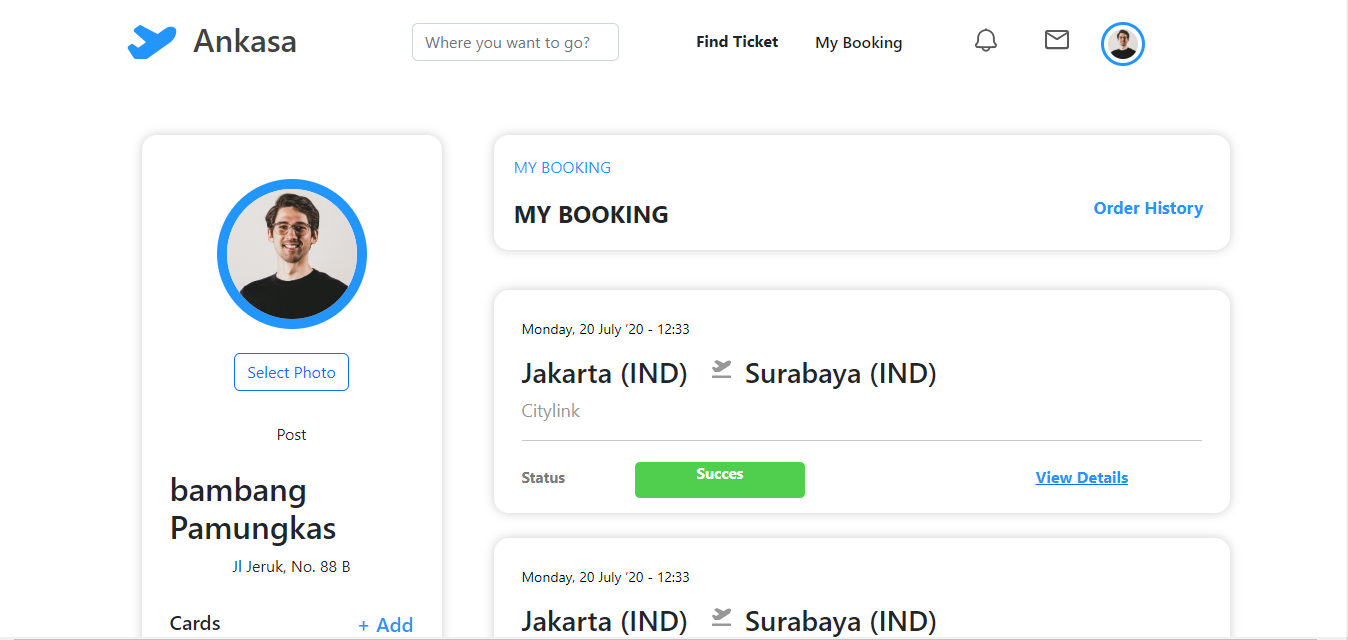 Ankasa
Where you want to go?
Find Ticket
My Booking
Select Photo
Post
bambang
Pamungkas
Jl Jeruk, No. 88 B
Cards
+ Add
MY BOOKING
MY BOOKING
Order History
Monday, 20 July ‘20 - 12:33
Jakarta (IND) Surabaya (IND)
Citylink
Status
Succes
View Details
Monday, 20 July ‘20 - 12:33
Jakarta (IND) Surabaya (IND)